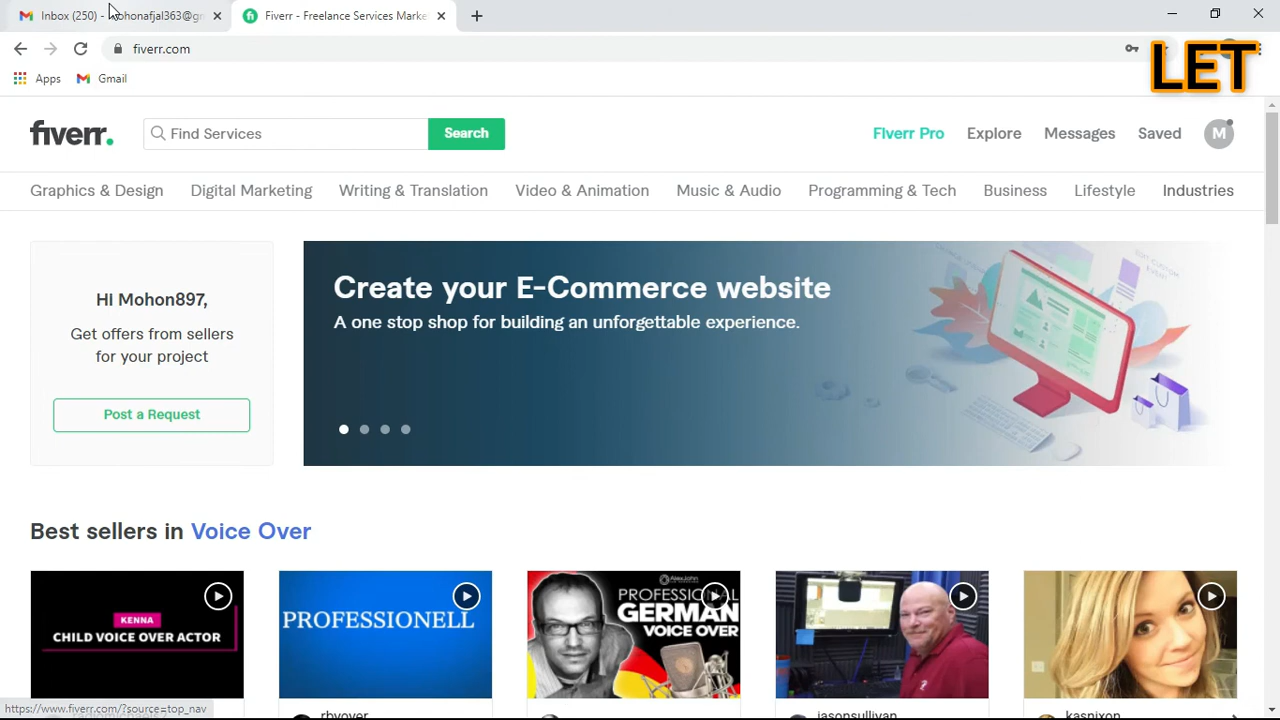 Inbox (250) - mohonafjal363@gr
Fiverr - Freelance Services Marke
fiverr.com
Apps
Gmail
LET
fiverr.
Find Services
Search
Fiverr Pro
Explore
Messages
Saved
M
Graphics & Design
Digital Marketing
Writing & Translation
Video & Animation
Music & Audio
Programming & Tech
Business
Lifestyle
Industries
HI Mohon897,
Get offers from sellers
for your project
Post a Request
Create your E-Commerce website
A one stop shop for building an unforgettable experience.
Best sellers in Voice Over
KENNA
CHILD VOICE OVER ACTOR
PROFESSIONELL
ALEXJOHN
PROFESSIONAL
GERMAN
VOICE OVER
https://www.fiverr.com/?source=top_nav
rbvover
jasonsullivan
kasnixon